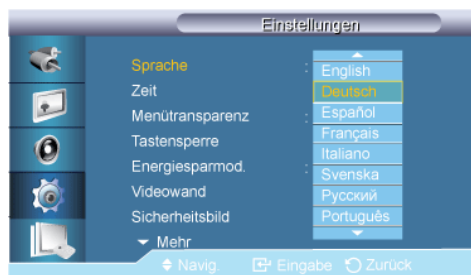 Einstellungen
Sprache :
Zeit
Menütransparenz :
Tastensperre
Energiesparmod. :
Videowand
Sicherheitsbild
Mehr
English
Deutsch
Español
Français
Italiano
Svenska
Русский
Português
Navig. Eingabe Zurück